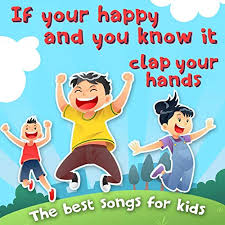 If your happy
and you know it
clap your
hands
The best songs for kids